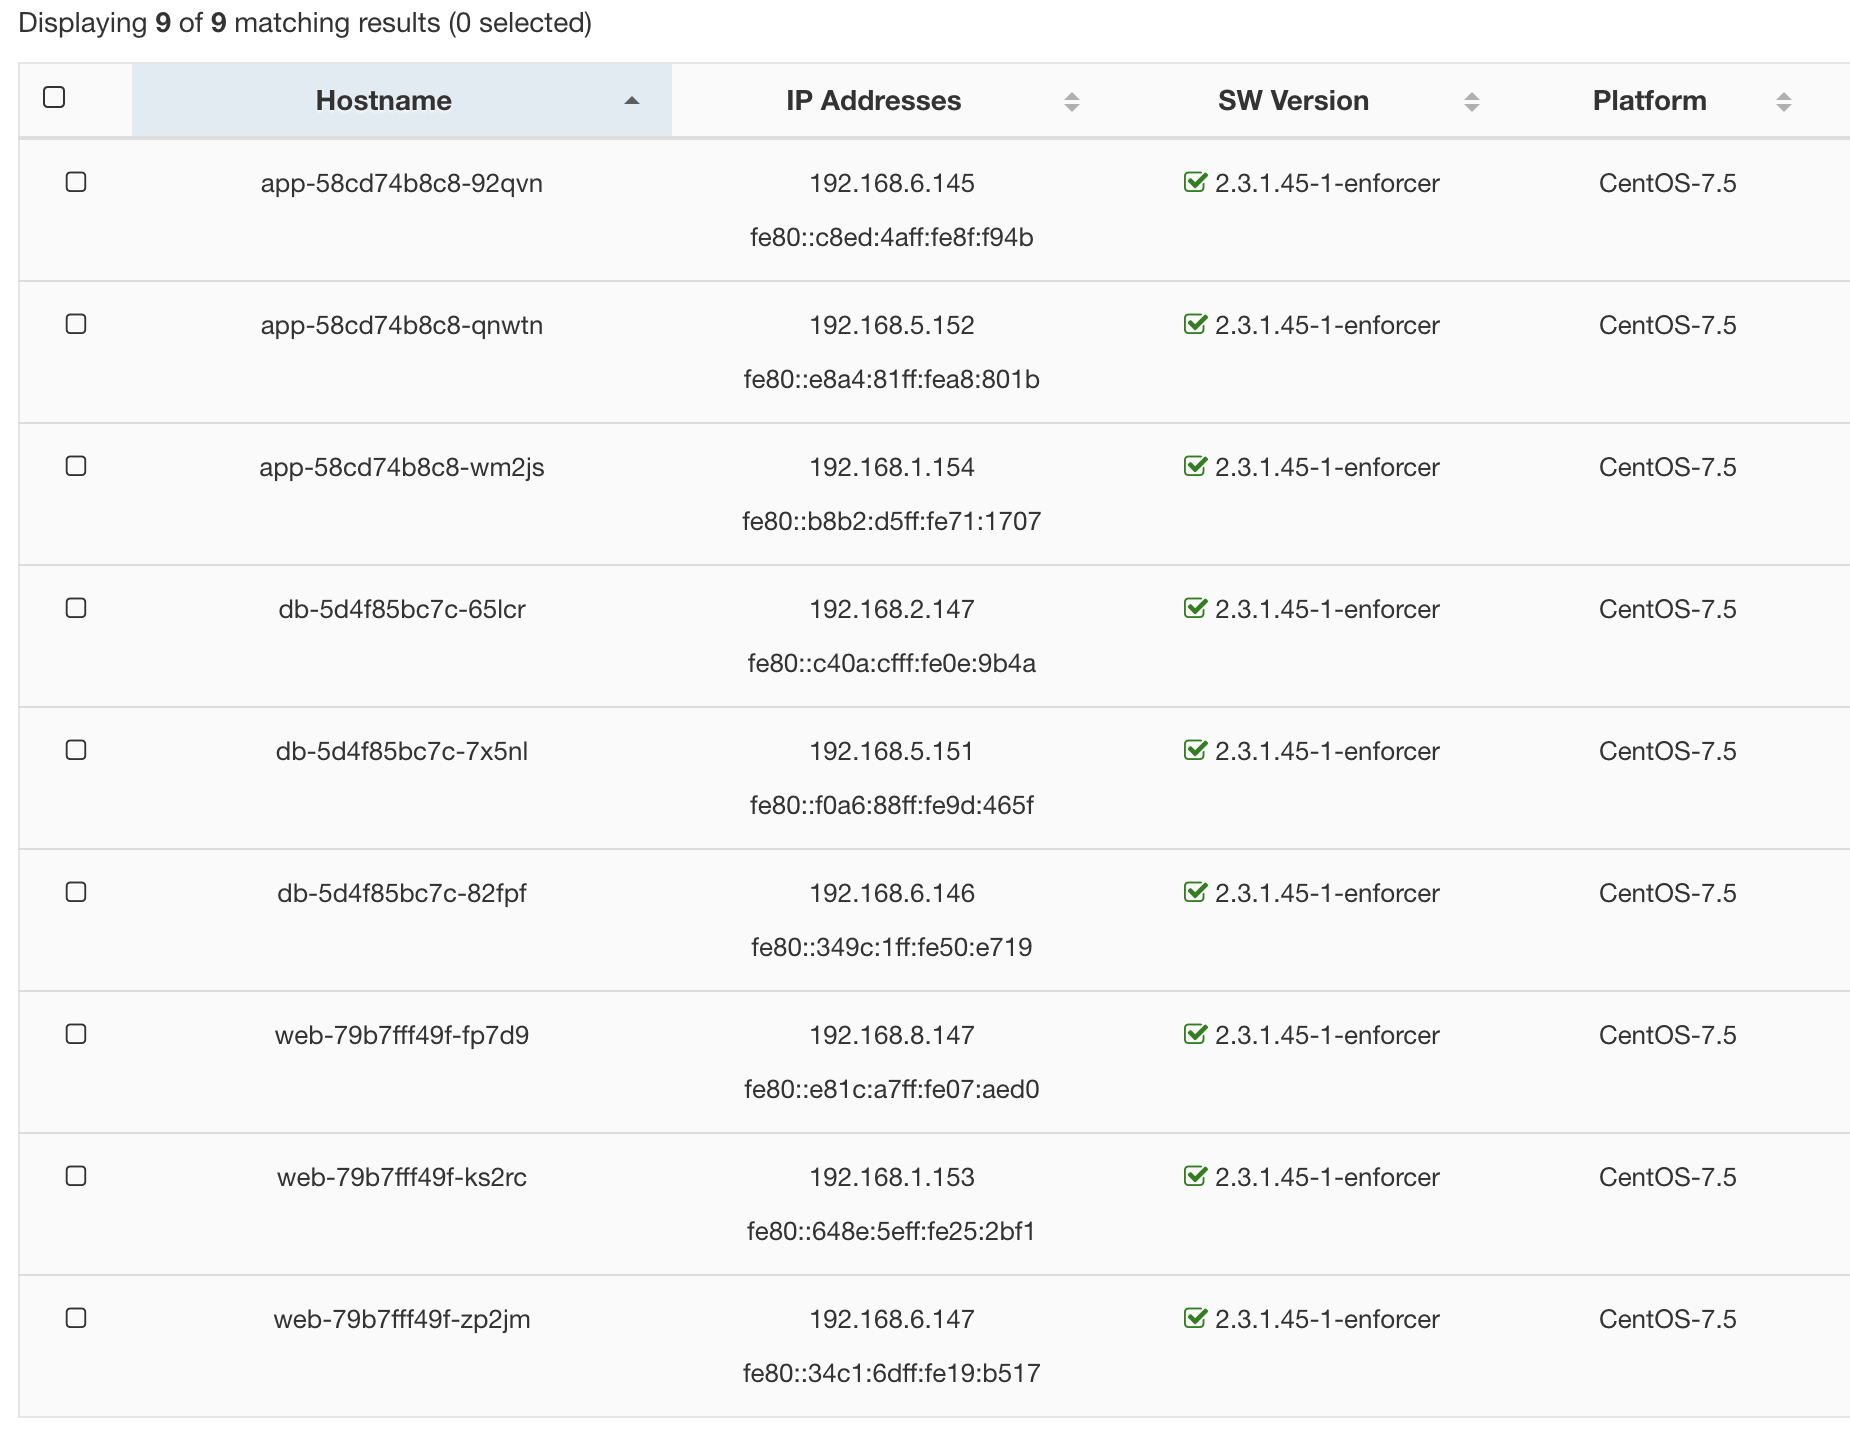 Displaying 9 of 9 matching results (0 selected)
Hostname IP Addresses SW Version Platform
app-58cd74b8c8-92qvn 192.168.6.145 2.3.1.45-1-enforcer CentOS-7.5
fe80::c8ed:4aff:fe8f:f94b
app-58cd74b8c8-qnwtn 192.168.5.152 2.3.1.45-1-enforcer CentOS-7.5
fe80::e8a4:81ff:fea8:801b
app-58cd74b8c8-wm2js 192.168.1.154 2.3.1.45-1-enforcer CentOS-7.5
fe80::b8b2:d5ff:fe71:1707
db-5d4f85bc7c-65lcr 192.168.2.147 2.3.1.45-1-enforcer CentOS-7.5
fe80::c40a:cfff:fe0e:9b4a
db-5d4f85bc7c-7x5nl 192.168.5.151 2.3.1.45-1-enforcer CentOS-7.5
fe80::f0a6:88ff:fe9d:465f
db-5d4f85bc7c-82fpf 192.168.6.146 2.3.1.45-1-enforcer CentOS-7.5
fe80::349c:1ff:fe50:e719
web-79b7fff49f-fp7d9 192.168.8.147 2.3.1.45-1-enforcer CentOS-7.5
fe80::e81c:a7ff:fe07:aed0
web-79b7fff49f-ks2rc 192.168.1.153 2.3.1.45-1-enforcer CentOS-7.5
fe80::648e:5eff:fe25:2bf1
web-79b7fff49f-zp2jm 192.168.6.147 2.3.1.45-1-enforcer CentOS-7.5
fe80::34c1:6dff:fe19:b517